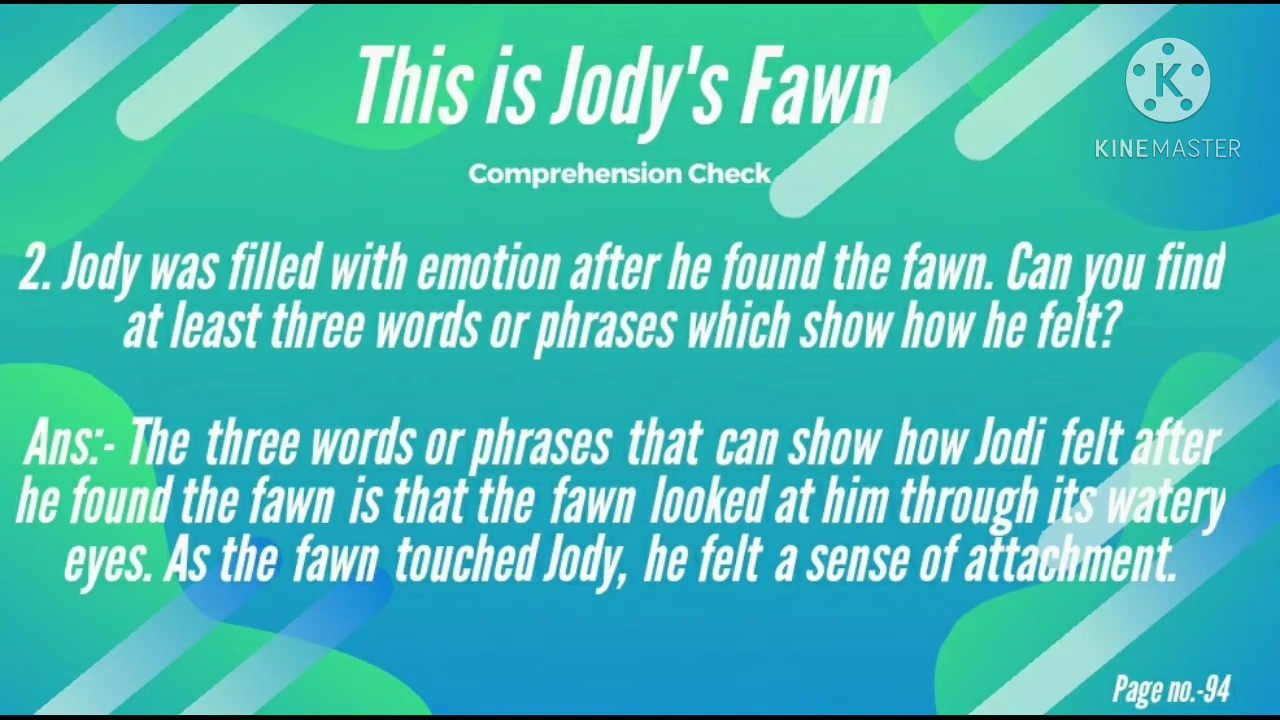 This is Jody's Fawn
K
KINEMASTER
Comprehension Check
2. Jody was filled with emotion after he found the fawn. Can you find
at least three words or phrases which show how he felt?
Ans:- The three words or phrases that can show how Jodi felt after
he found the fawn is that the fawn looked at him through its watery
eyes. As the fawn touched Jody, he felt a sense of attachment.
Page no.-94